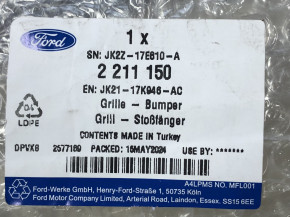 Ford
1 x
SN: JK2Z-17E810-A
2 211 150
EN: JK21-17K946-AC
Grille - Bumper
Grill - Stoßfänger
10
LDPE
CONTENTS MADE IN Turkey
DPVX8 2577189 PACKED: 15MAY2024 USE BY:*******
A4LPMS NO. MFL001
Ford-Werke GmbH, Henry-Ford-Straße 1, 50735 Köln
Ford Motor Company Limited, Arterial Road, Laindon, Essex SS15 6EE